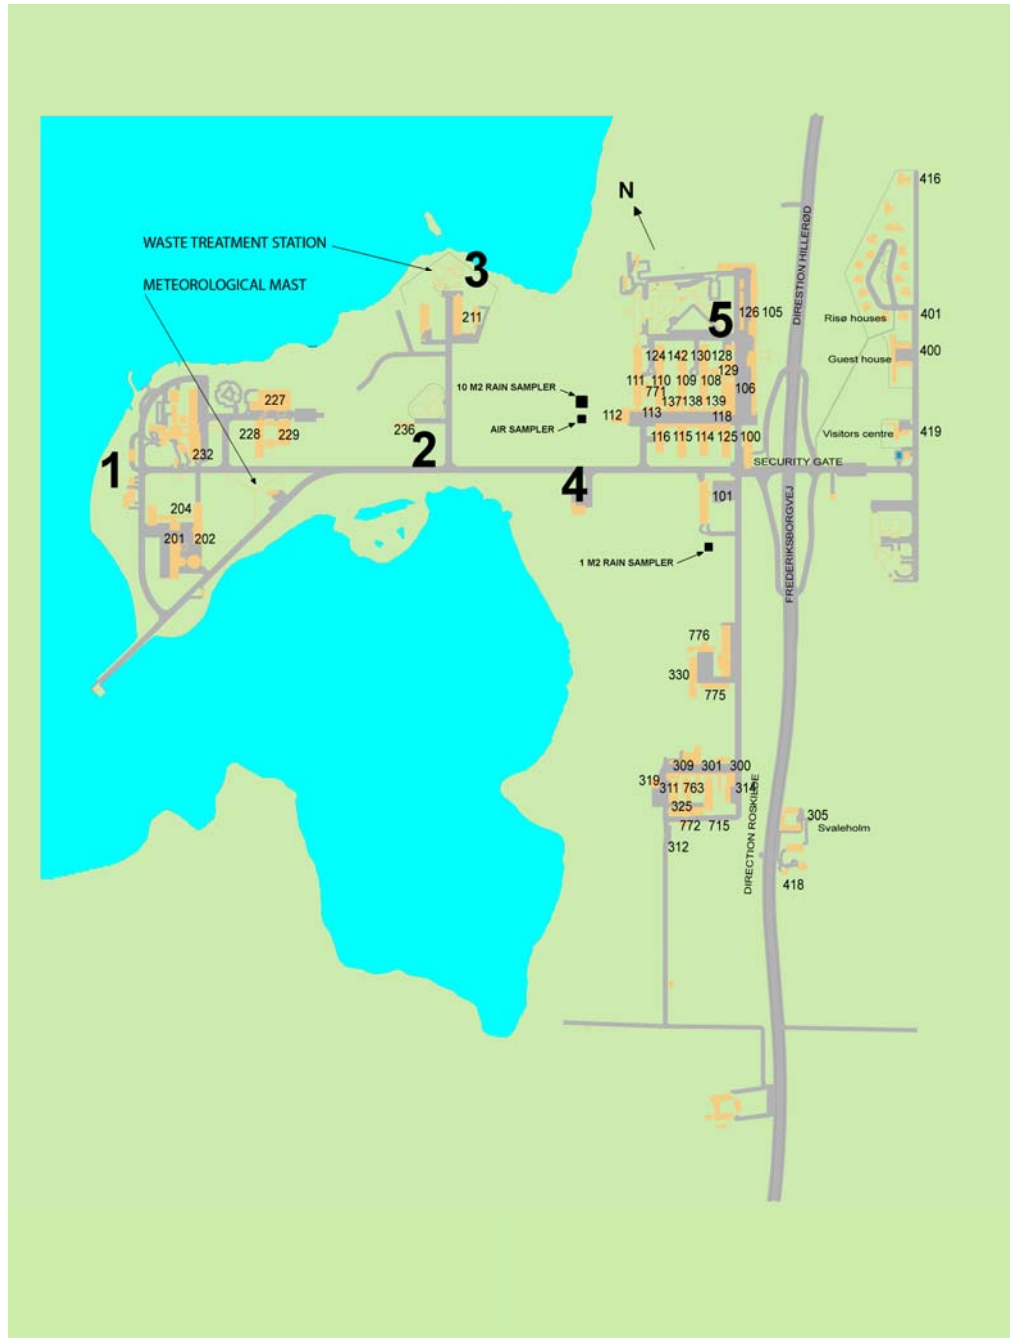 416
N
WASTE TREATMENT STATION
DIRESTION HILLERØD
3
METEOROLOGICAL MAST
211
5
126 105
401
Risø houses
124 142 130 128
400
Guest house
129
111 110 109 108
10 M2 RAIN SAMPLER
106
771
137 138 139
227
112
113
118
AIR SAMPLER
236
419
Visitors centre
228
229
116 115 114 125 100
232
2
1
SECURITY GATE
4
101
204
201
202
1 M2 RAIN SAMPLER
FREDERIKSBORGVEJ
776
330
775
309 301 300
319
311 763
314
325
DIRECTION ROSKILDE
305
772 715
Svaleholm
312
418